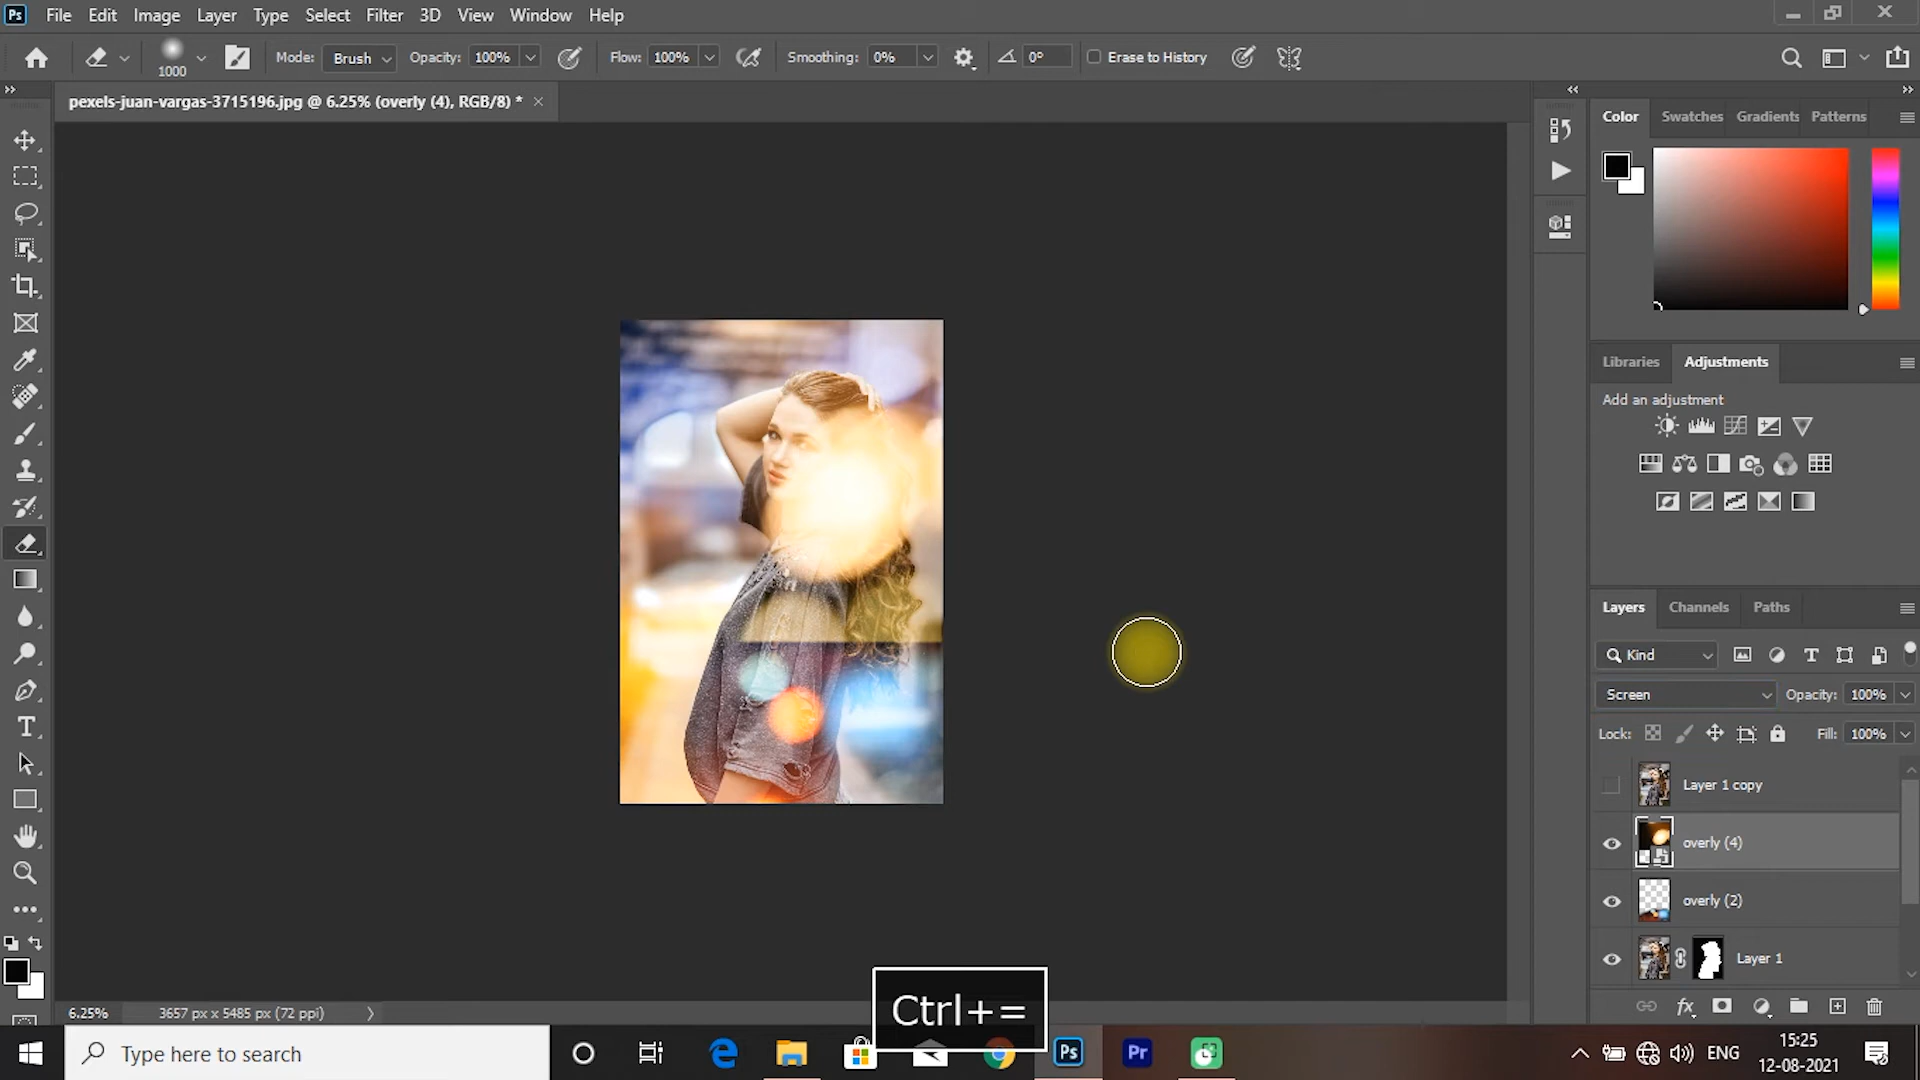 Ps File Edit Image Layer Type Select Filter 3D View Window Help
1000 Mode: Brush Opacity: 100% Flow: 100% Smoothing: 0% 0° Erase to History
pexels-juan-vargas-3715196.jpg @ 6.25% (overly (4), RGB/8) * ×
Color Swatches Gradients Patterns
Libraries Adjustments
Add an adjustment
Layers Channels Paths
Kind
Screen Opacity: 100%
Lock: Fill: 100%
Layer 1 copy
overly (4)
overly (2)
Layer 1
fx
6.25% 3657 px x 5485 px (72 ppi)
Ctrl+=
Type here to search
Ps Pr
ENG
15:25
12-08-2021